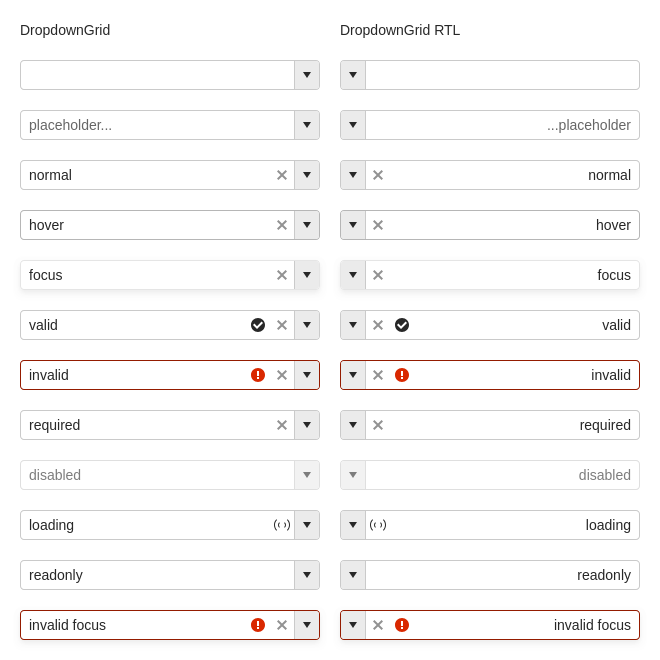 DropdownGrid
DropdownGrid RTL
placeholder...
...placeholder
normal
normal
hover
hover
focus
focus
valid
valid
invalid
invalid
required
required
disabled
disabled
loading
loading
readonly
readonly
invalid focus
invalid focus